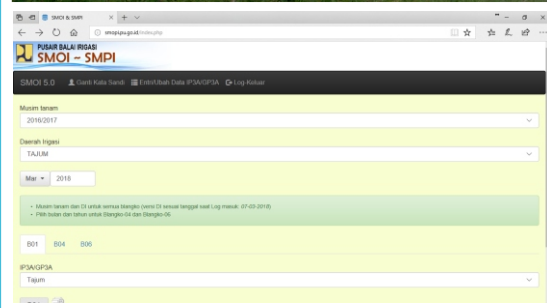 SMOI & SMPI
smopi.pu.go.id/index.php
PUSAIR BALAI IRIGASI
SMOI ~ SMPI
SMOI 5.0 Ganti Kata Sandi Entri/Ubah Data IP3A/GP3A Log-Keluar
Musim tanam
2016/2017
Daerah Irigasi
TAJUM
Mar 2018
Musim tanam dan DI untuk semua blangko (versi DI sesuai tanggal saat Log masuk: 07-03-2018)
Pilih bulan dan tahun untuk Blangko-04 dan Blangko-06.
B01 B04 B06
IP3A/GP3A
Tajum